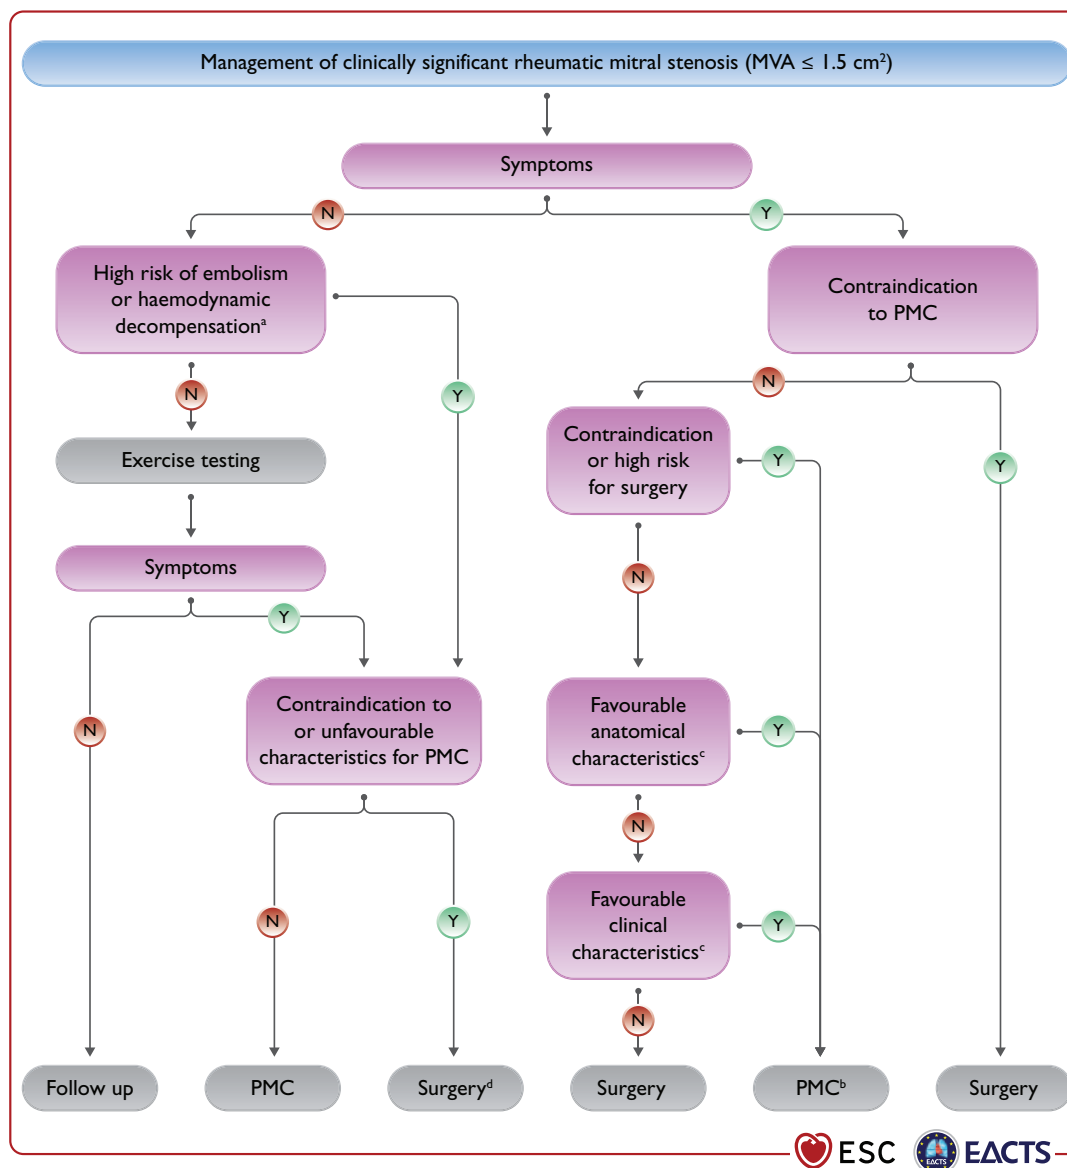 Management of clinically significant rheumatic mitral stenosis (MVA ≤ 1.5 cm²)
Symptoms
N
Y
High risk of embolism
or haemodynamic
decompensationᵃ
Contraindication
to PMC
N
Y
N
Y
Exercise testing
Contraindication
or high risk
for surgery
Y
N
Symptoms
Y
N
Contraindication to
or unfavourable
characteristics for PMC
N
Y
Favourable
anatomical
characteristicsᶜ
Y
N
Favourable
clinical
characteristicsᶜ
Y
N
Follow up
PMC
Surgeryᵈ
Surgery
PMCᵇ
Surgery
ESC
EACTS
EΔCTS